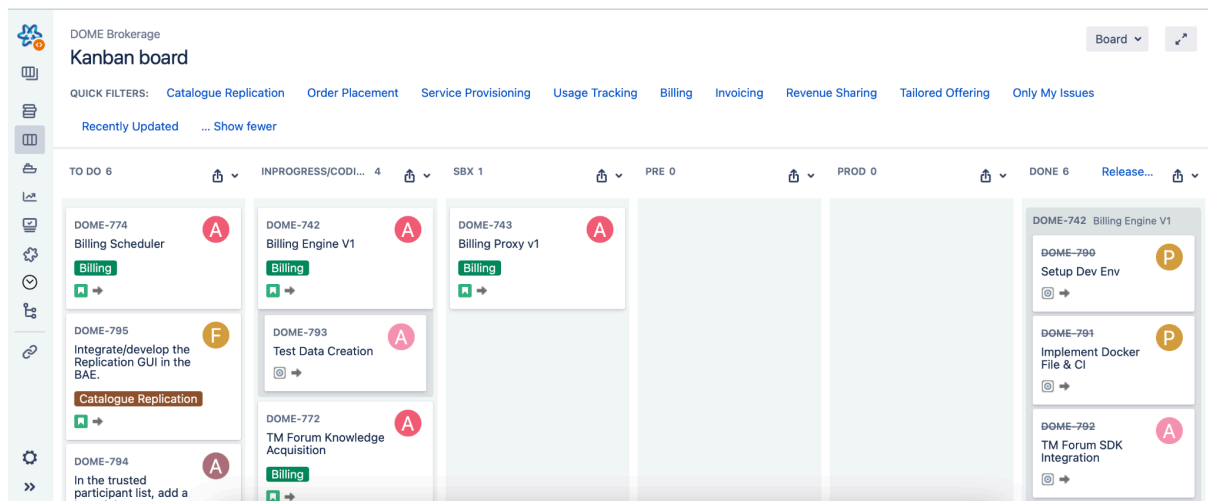 DOME Brokerage
Kanban board
Board
QUICK FILTERS: Catalogue Replication Order Placement Service Provisioning Usage Tracking Billing Invoicing Revenue Sharing Tailored Offering Only My Issues
Recently Updated ... Show fewer
TO DO 6
INPROGRESS/CODI... 4
SBX 1
PRE 0
PROD 0
DONE 6 Release...
DOME-774
A
Billing Scheduler
Billing
DOME-795
F
Integrate/develop the
Replication GUI in the
BAE.
Catalogue Replication
DOME-794
A
In the trusted
participant list, add a
DOME-742
A
Billing Engine V1
Billing
DOME-793
A
Test Data Creation
DOME-772
A
TM Forum Knowledge
Acquisition
Billing
DOME-743
A
Billing Proxy v1
Billing
DOME-742 Billing Engine V1
DOME-790
P
Setup Dev Env
DOME-791
P
Implement Docker
File & CI
DOME-792
A
TM Forum SDK
Integration